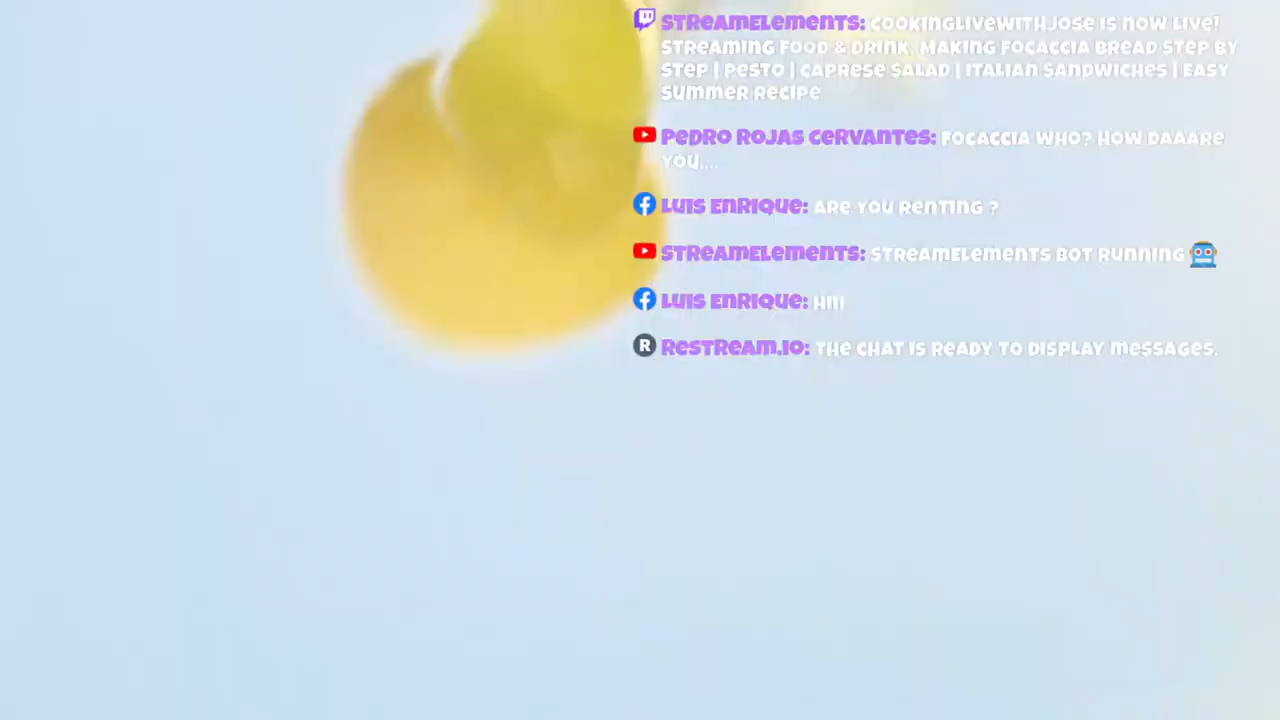 StreamElements: cookinglivewithjose is now live!
Streaming Food & Drink. Making Focaccia Bread Step by
Step | Pesto | Caprese Salad | Italian Sandwiches | Easy
Summer Recipe
Pedro Rojas Cervantes: Focaccia who? How daaare
you....
Luis Enrique: Are you renting ?
StreamElements: StreamElements Bot Running 🤖
Luis Enrique: Hm
R Restream.io: The chat is ready to display messages.